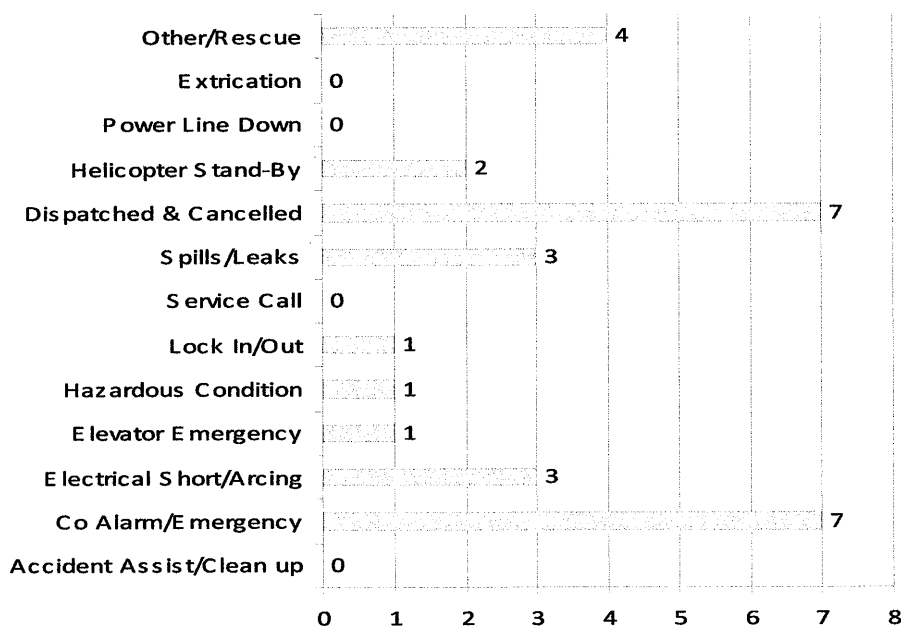 Other/Rescue 4
Extrication 0
Power Line Down 0
Helicopter Stand-By 2
Dispatched & Cancelled 7
Spills/Leaks 3
Service Call 0
Lock In/Out 1
Hazardous Condition 1
Elevator Emergency 1
Electrical Short/Arcing 3
Co Alarm/Emergency 7
Accident Assist/Clean up 0
0 1 2 3 4 5 6 7 8